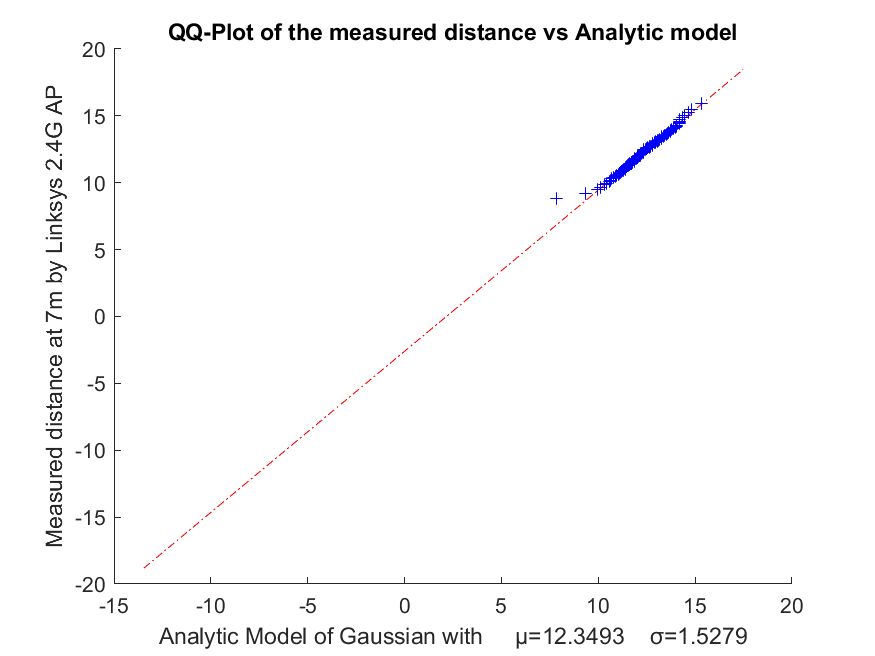 QQ-Plot of the measured distance vs Analytic model
Measured distance at 7m by Linksys 2.4G AP
20
15
10
5
0
-5
-10
-15
-20
-15 -10 -5 0 5 10 15 20
Analytic Model of Gaussian with μ=12.3493 σ=1.5279